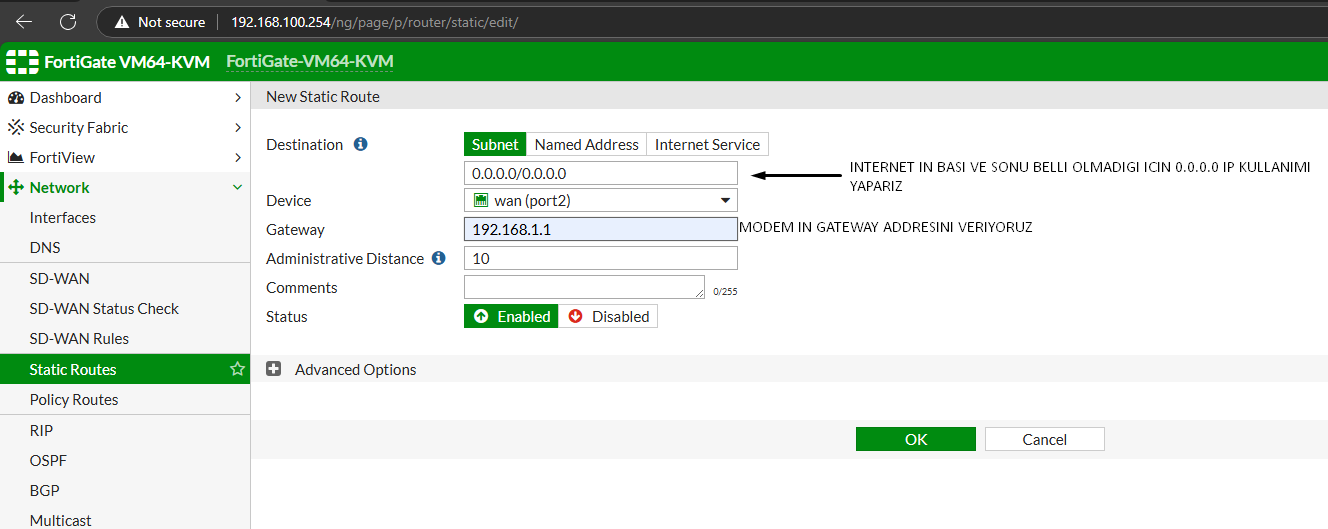 Not secure 192.168.100.254/ng/page/p/router/static/edit/
FortiGate VM64-KVM FortiGate-VM64-KVM
Dashboard
Security Fabric
FortiView
Network
Interfaces
DNS
SD-WAN
SD-WAN Status Check
SD-WAN Rules
Static Routes
Policy Routes
RIP
OSPF
BGP
Multicast
New Static Route
Destination Subnet Named Address Internet Service
0.0.0.0/0.0.0.0
INTERNET IN BASI VE SONU BELLI OLMADIGI ICIN 0.0.0.0 IP KULLANIMI
YAPARIZ
Device wan (port2)
Gateway 192.168.1.1 MODEM IN GATEWAY ADDRESINI VERIYORUZ
Administrative Distance 10
Comments 0/255
Status Enabled Disabled
Advanced Options
OK Cancel